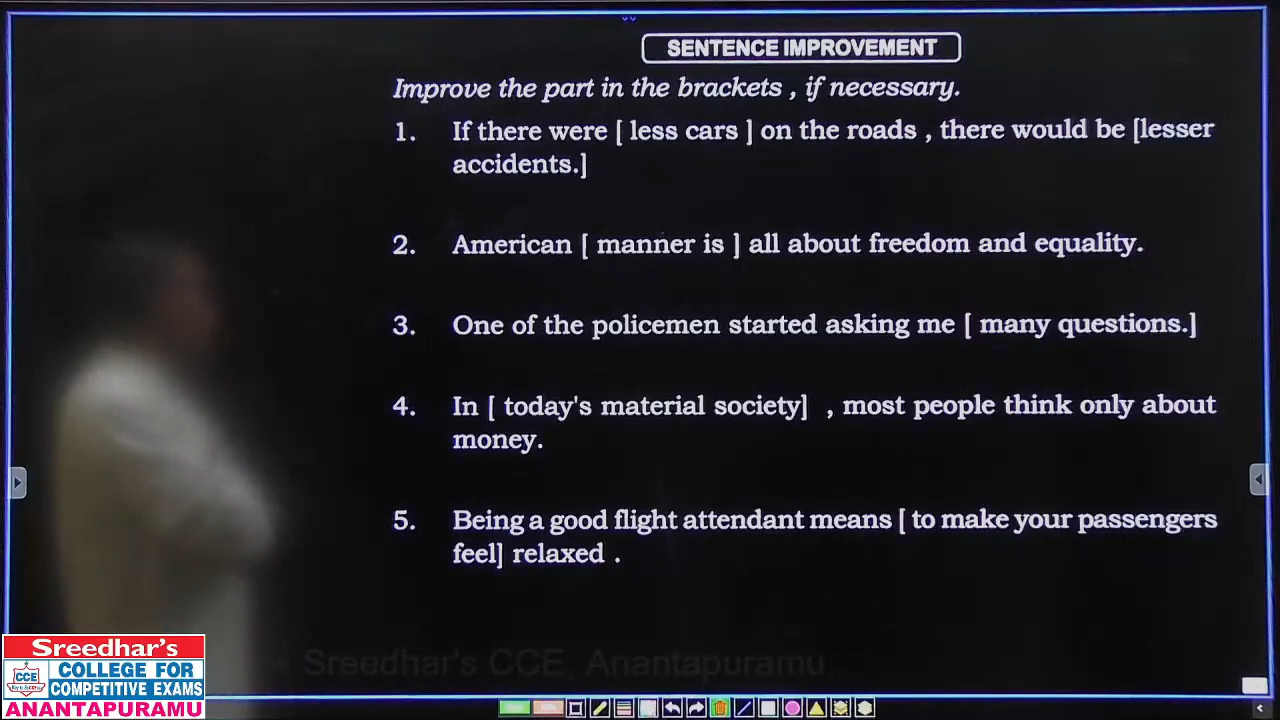 SENTENCE IMPROVEMENT
Improve the part in the brackets , if necessary.
1. If there were [ less cars ] on the roads , there would be [lesser
accidents.]
2. American [ manner is ] all about freedom and equality.
3. One of the policemen started asking me [ many questions.]
4. In [ today's material society] , most people think only about
money.
5. Being a good flight attendant means [ to make your passengers
feel] relaxed .
Sreedhar's CCE, Anantapuramu
Sreedhar's
CCE
COLLEGE FOR
COMPETITIVE EXAMS
ANANTAPURAMU